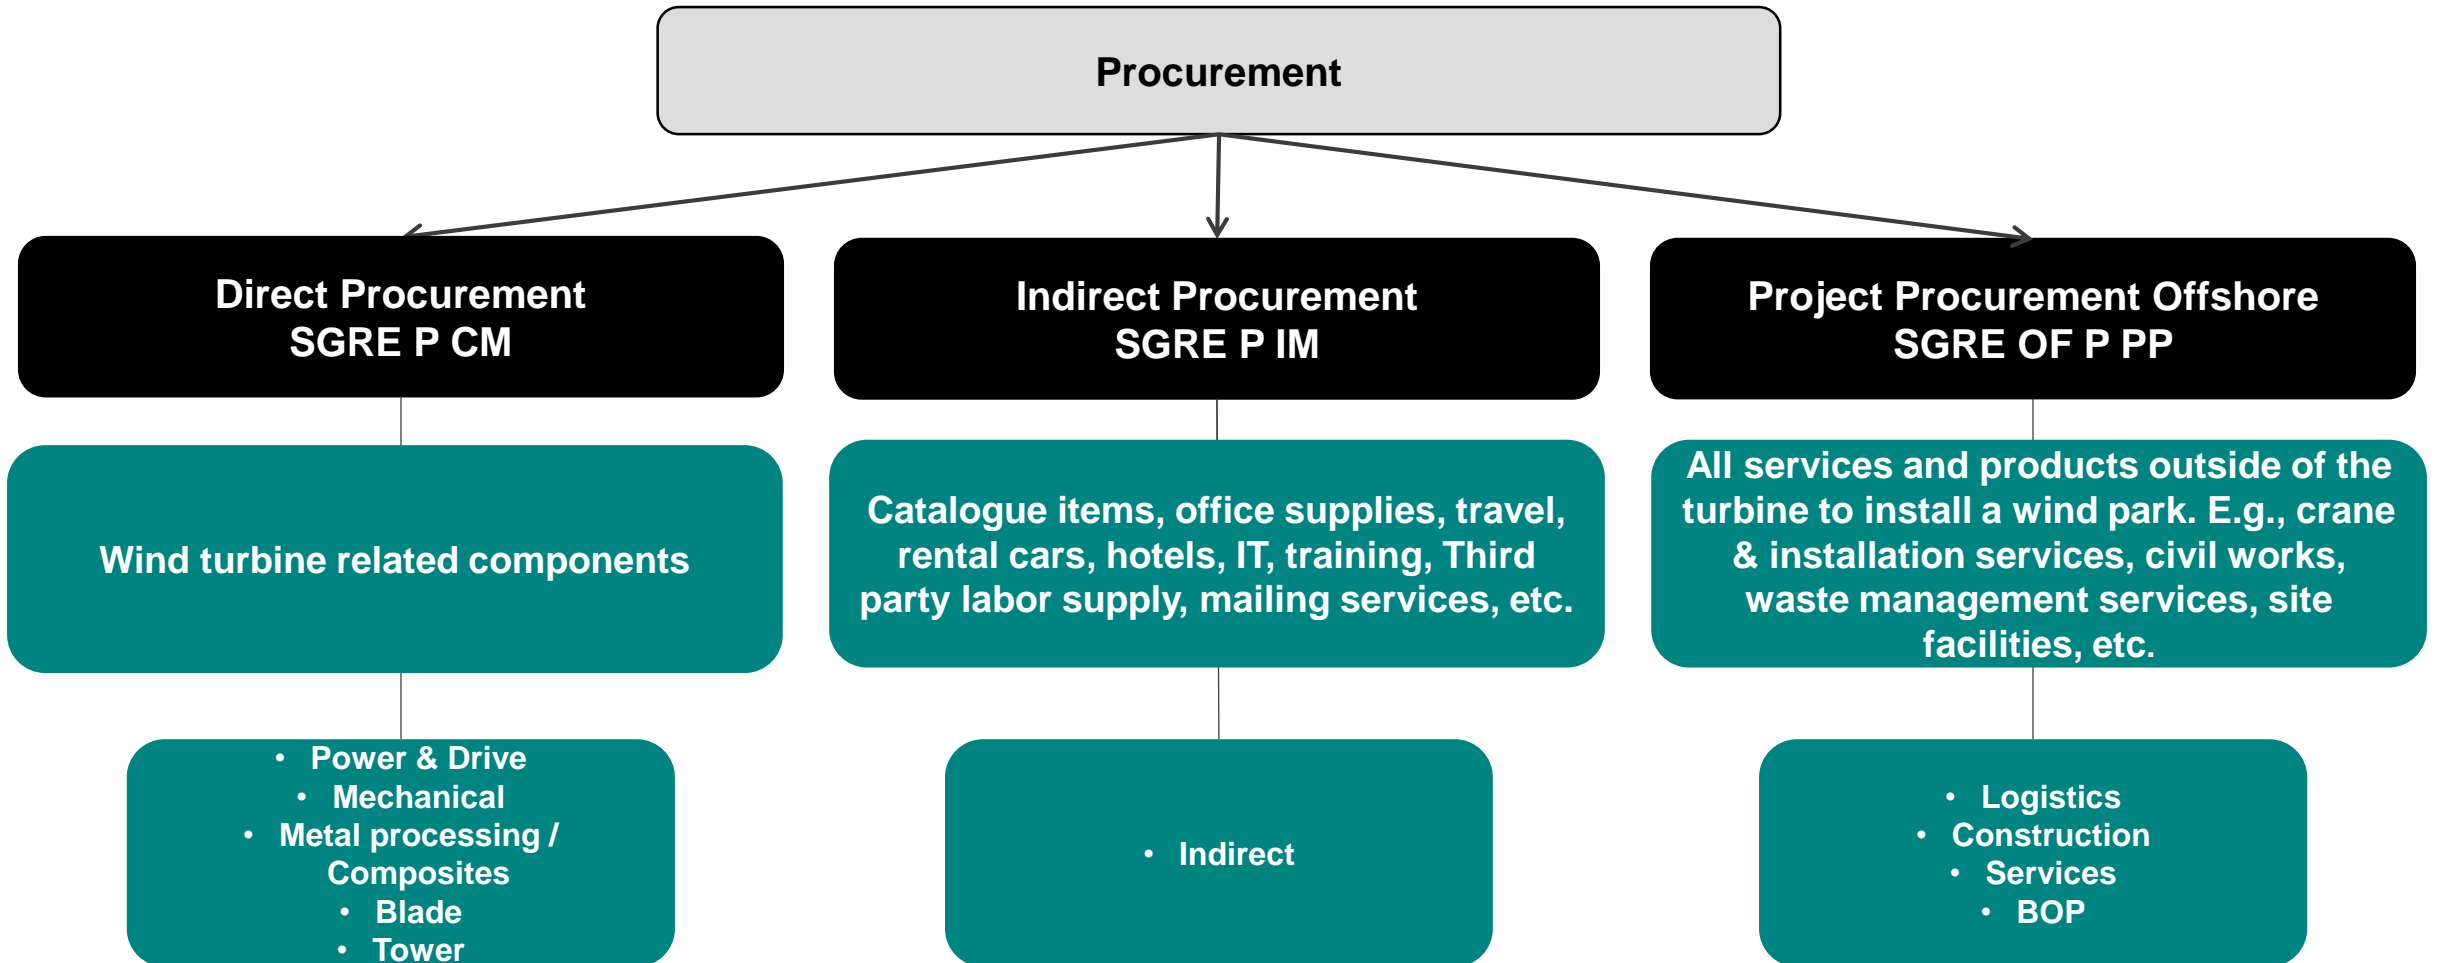 Procurement
Direct Procurement
SGRE P CM
Indirect Procurement
SGRE P IM
Project Procurement Offshore
SGRE OF P PP
Wind turbine related components
Catalogue items, office supplies, travel,
rental cars, hotels, IT, training, Third
party labor supply, mailing services, etc.
All services and products outside of the
turbine to install a wind park. E.g., crane
& installation services, civil works,
waste management services, site
facilities, etc.
• Power & Drive
• Mechanical
• Metal processing /
Composites
• Blade
• Tower
• Indirect
• Logistics
• Construction
• Services
• BOP